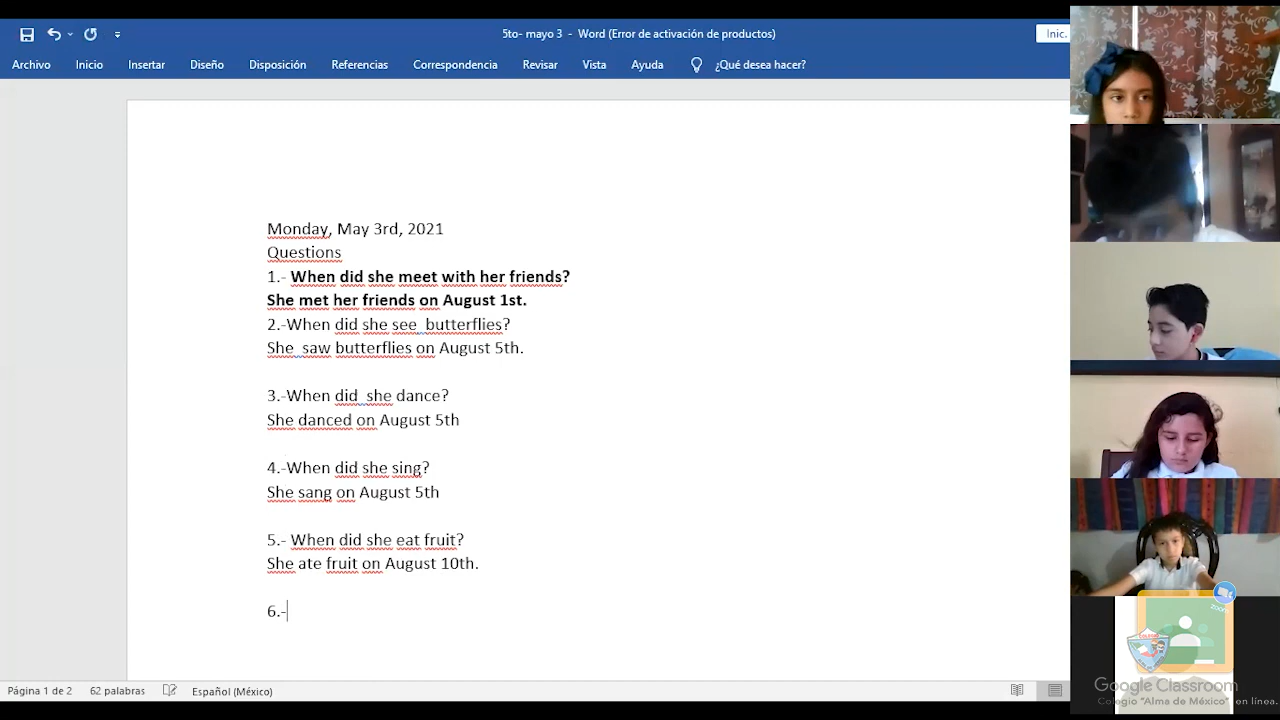 5to- mayo 3 - Word (Error de activación de productos)
Inic.
Archivo Inicio Insertar Diseño Disposición Referencias Correspondencia Revisar Vista Ayuda ¿Qué desea hacer?
Monday, May 3rd, 2021
Questions
1.- When did she meet with her friends?
She met her friends on August 1st.
2.-When did she see butterflies?
She saw butterflies on August 5th.
3.-When did she dance?
She danced on August 5th
4.-When did she sing?
She sang on August 5th
5.- When did she eat fruit?
She ate fruit on August 10th.
6.-
Página 1 de 2 62 palabras Español (México)
zoom
COLEGIO
Google Classroom
Colegio "Alma de México" en línea.